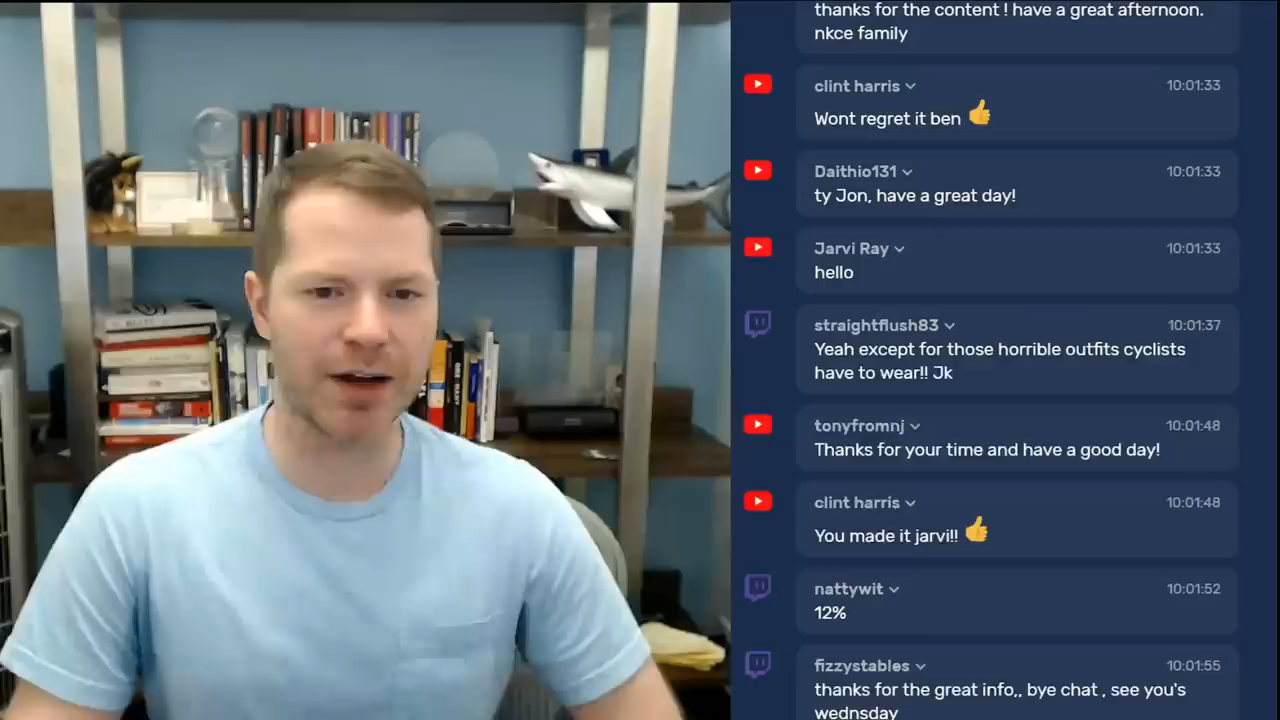 thanks for the content ! have a great afternoon.
nkce family
clint harris
10:01:33
Wont regret it ben 👍
Daithio131
10:01:33
ty Jon, have a great day!
Jarvi Ray
10:01:33
hello
straightflush83
10:01:37
Yeah except for those horrible outfits cyclists
have to wear!! Jk
tonyfromnj
10:01:48
Thanks for your time and have a good day!
clint harris
10:01:48
You made it jarvi!! 👍
nattywit
10:01:52
12%
fizzystables
10:01:55
thanks for the great info,, bye chat , see you's
wednsday